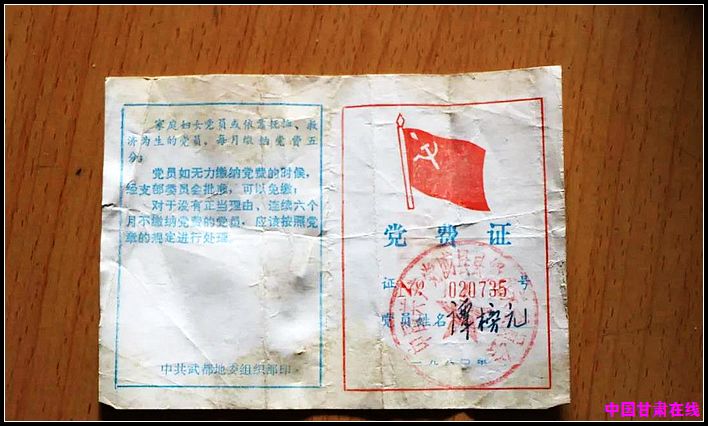 家庭妇女党员或依靠抚恤、救
济为生的党员，每月缴纳党费五
分；
党员如无力缴纳党费的时候，
经支部委员会批准，可以免缴；
对于没有正当理由、连续六个
月不缴纳党费的党员，应该按照党
章的规定进行处理。
中共武都地委组织部印
党费证
证 № 020735 号
党员姓名 谭榜元
中国甘肃在线